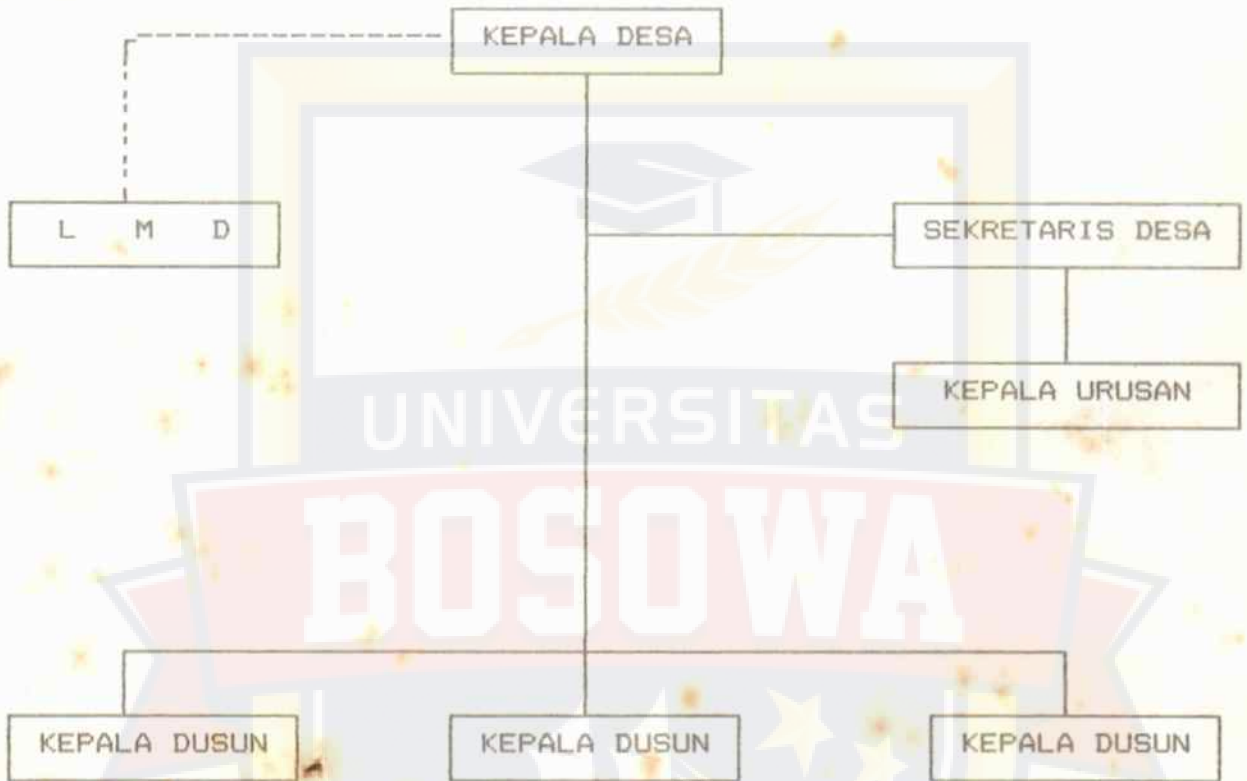 KEPALA DESA
L M D
SEKRETARIS DESA
KEPALA URUSAN
UNIVERSITAS
BOSOWA
KEPALA DUSUN
KEPALA DUSUN
KEPALA DUSUN